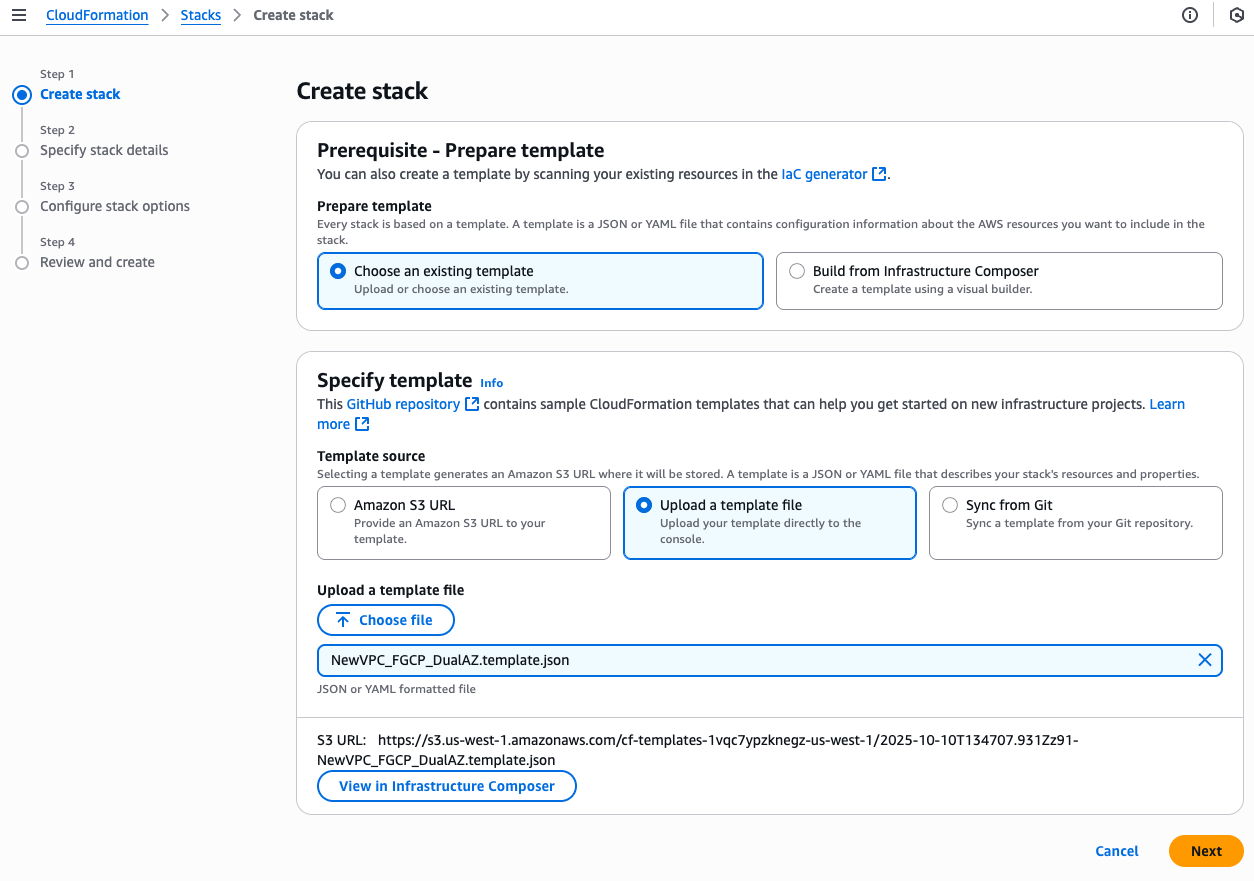 CloudFormation > Stacks > Create stack
Step 1
Create stack
Step 2
Specify stack details
Step 3
Configure stack options
Step 4
Review and create
Create stack
Prerequisite - Prepare template
You can also create a template by scanning your existing resources in the IaC generator.
Prepare template
Every stack is based on a template. A template is a JSON or YAML file that contains configuration information about the AWS resources you want to include in the
stack.
Choose an existing template
Upload or choose an existing template.
Build from Infrastructure Composer
Create a template using a visual builder.
Specify template Info
This GitHub repository contains sample CloudFormation templates that can help you get started on new infrastructure projects. Learn
more
Template source
Selecting a template generates an Amazon S3 URL where it will be stored. A template is a JSON or YAML file that describes your stack's resources and properties.
Amazon S3 URL
Provide an Amazon S3 URL to your
template.
Upload a template file
Upload your template directly to the
console.
Sync from Git
Sync a template from your Git repository.
Upload a template file
Choose file
NewVPC_FGCP_DualAZ.template.json
JSON or YAML formatted file
S3 URL: https://s3.us-west-1.amazonaws.com/cf-templates-1vqc7ypzknegz-us-west-1/2025-10-10T134707.931Zz91-
NewVPC_FGCP_DualAZ.template.json
View in Infrastructure Composer
Cancel
Next